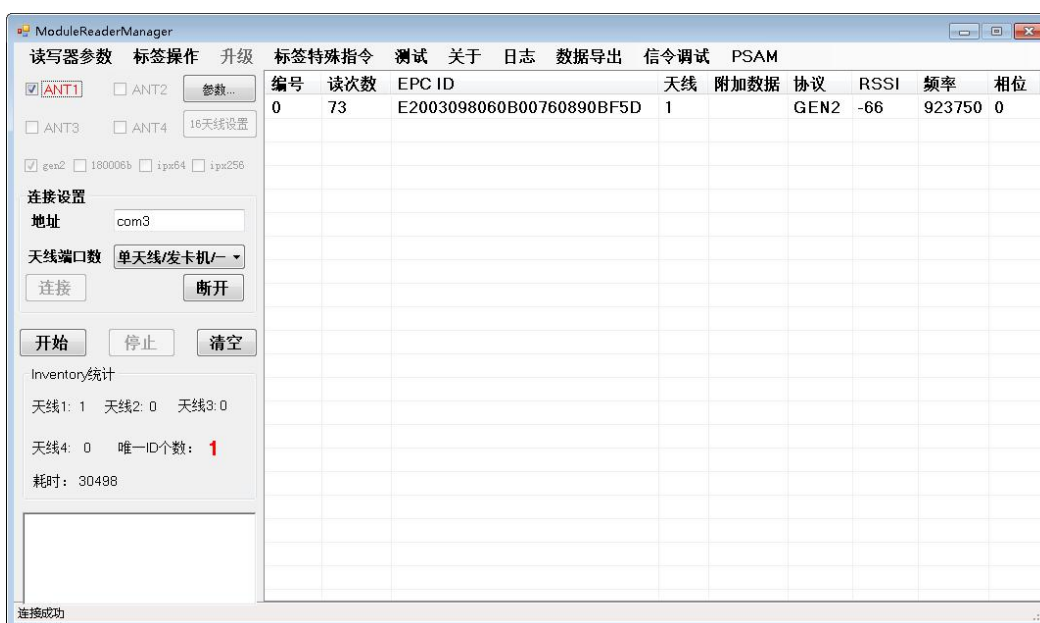 ModuleReaderManager
读写器参数 标签操作 升级 标签特殊指令 测试 关于 日志 数据导出 信令调试 PSAM
ANT1 ANT2 参数...
ANT3 ANT4 16天线设置
gen2 180006b ipx64 ipx256
连接设置
地址 com3
天线端口数 单天线/发卡机/一
连接 断开
开始 停止 清空
Inventory统计
天线1: 1 天线2: 0 天线3:0
天线4: 0 唯一ID个数: 1
耗时: 30498
编号 读次数 EPC ID 天线 附加数据 协议 RSSI 频率 相位
0 73 E2003098060B00760890BF5D 1 GEN2 -66 923750 0
连接成功